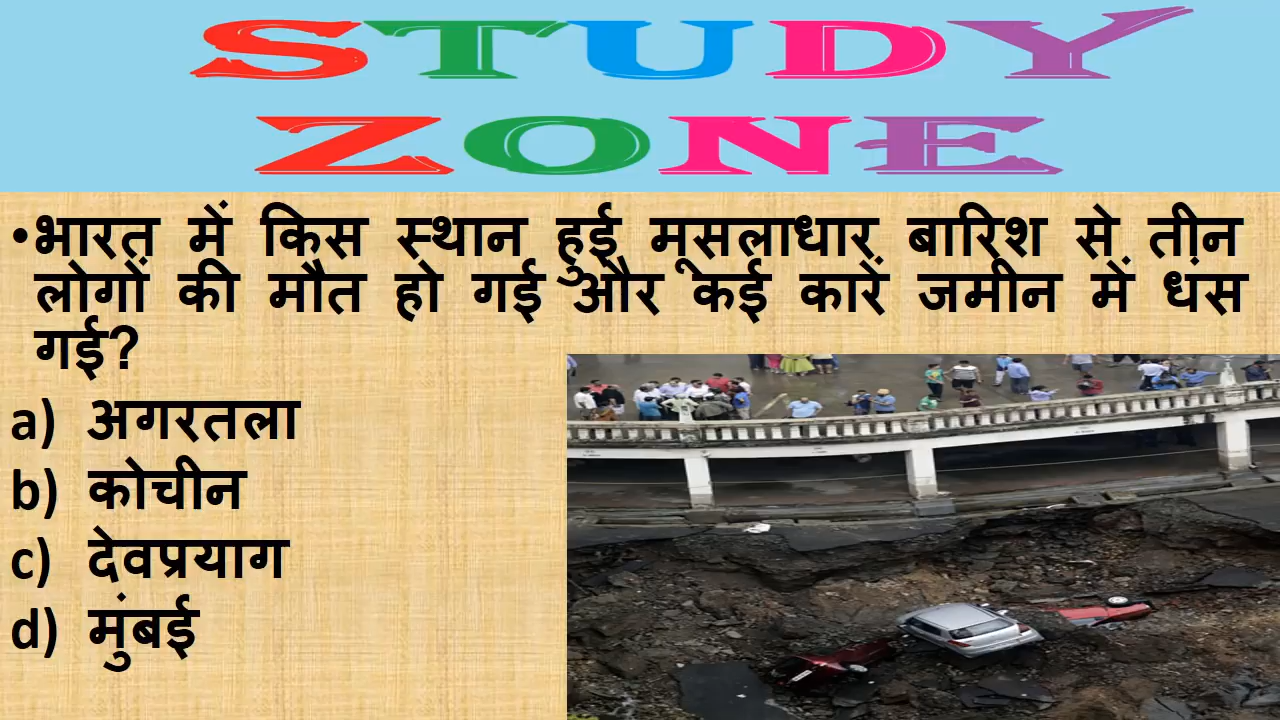 STUDY
ZONE
•भारत में किस स्थान हुई मूसलाधार बारिश से तीन
लोगों की मौत हो गई और कई कारें जमीन में धंस
गई?
a) अगरतला
b) कोचीन
c) देवप्रयाग
d) मुंबई